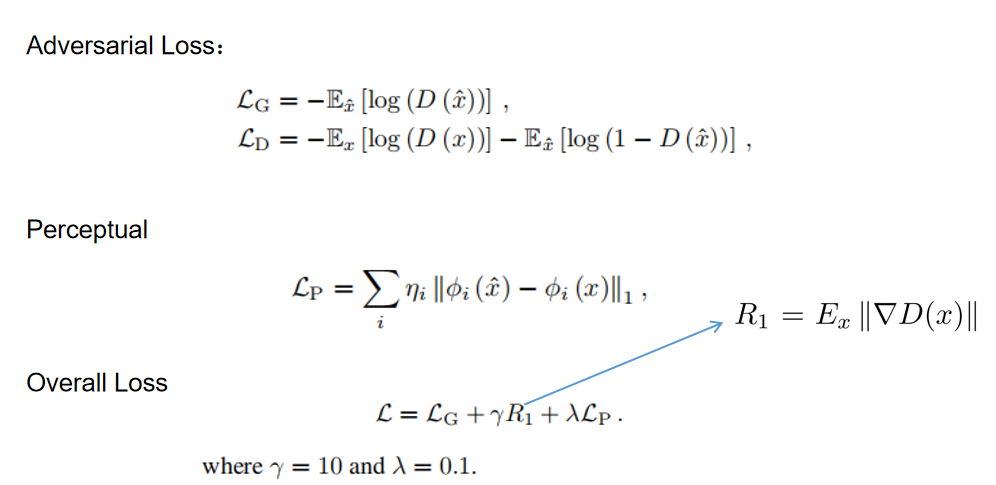 Adversarial Loss：
ℒ_G = −𝔼_x̂ [log (D (x̂))] ,
ℒ_D = −𝔼_x [log (D (x))] − 𝔼_x̂ [log (1 − D (x̂))] ,
Perceptual
ℒ_P = ∑_i η_i ‖ϕ_i (x̂) − ϕ_i (x)‖_1 ,
R_1 = E_x ‖∇D(x)‖
Overall Loss
ℒ = ℒ_G + γR_1 + λℒ_P .
where γ = 10 and λ = 0.1.